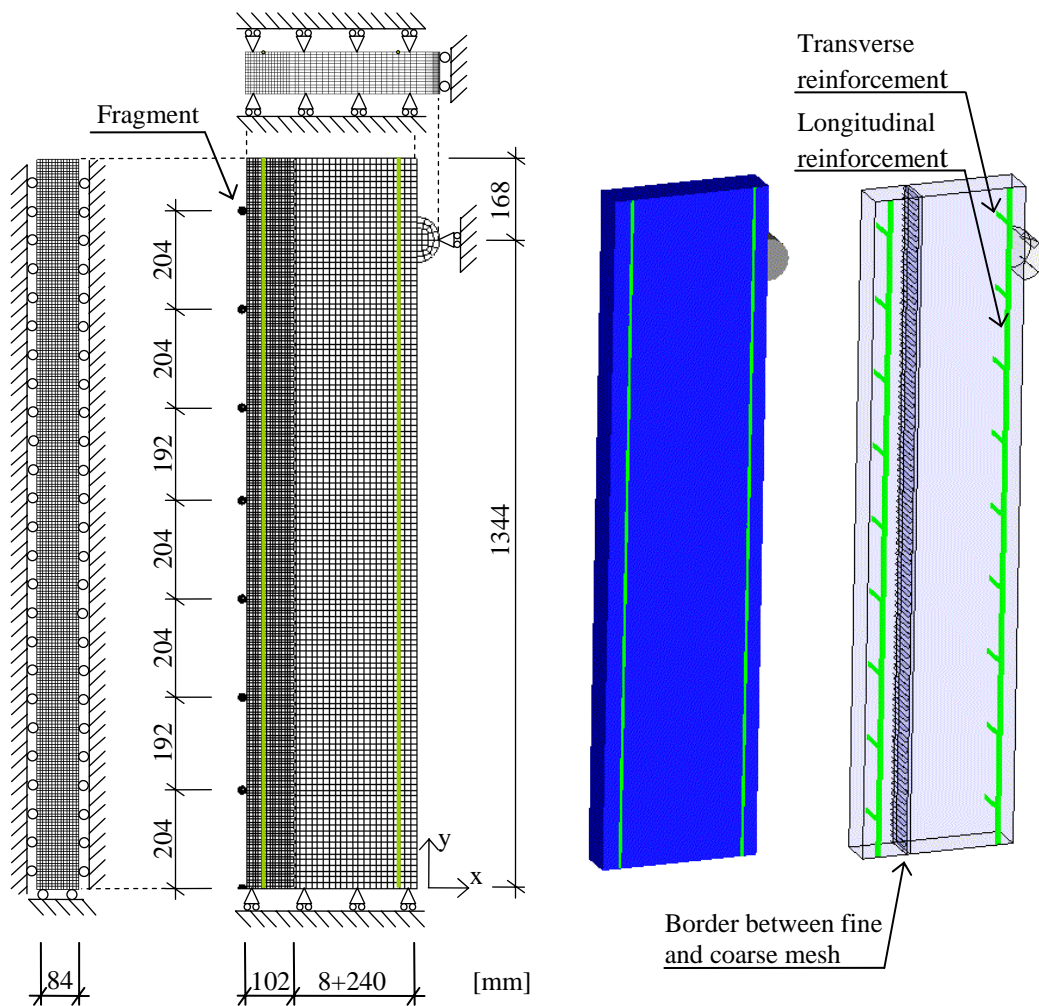 Fragment
168
204
204
192
1344
204
204
192
204
y
x
84
102
8+240
[mm]
Transverse
reinforcement
Longitudinal
reinforcement
Border between fine
and coarse mesh